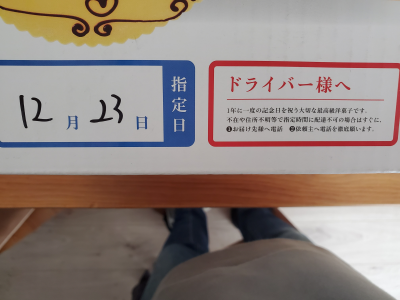 12月23日
指定日
ドライバー様へ
1年に一度の記念日を祝う大切な最高級洋菓子です。
不在や住所不明等で指定時間に配達不可の場合はすぐに、
❶お届け先様へ電話 ❷依頼主へ電話を徹底願います。